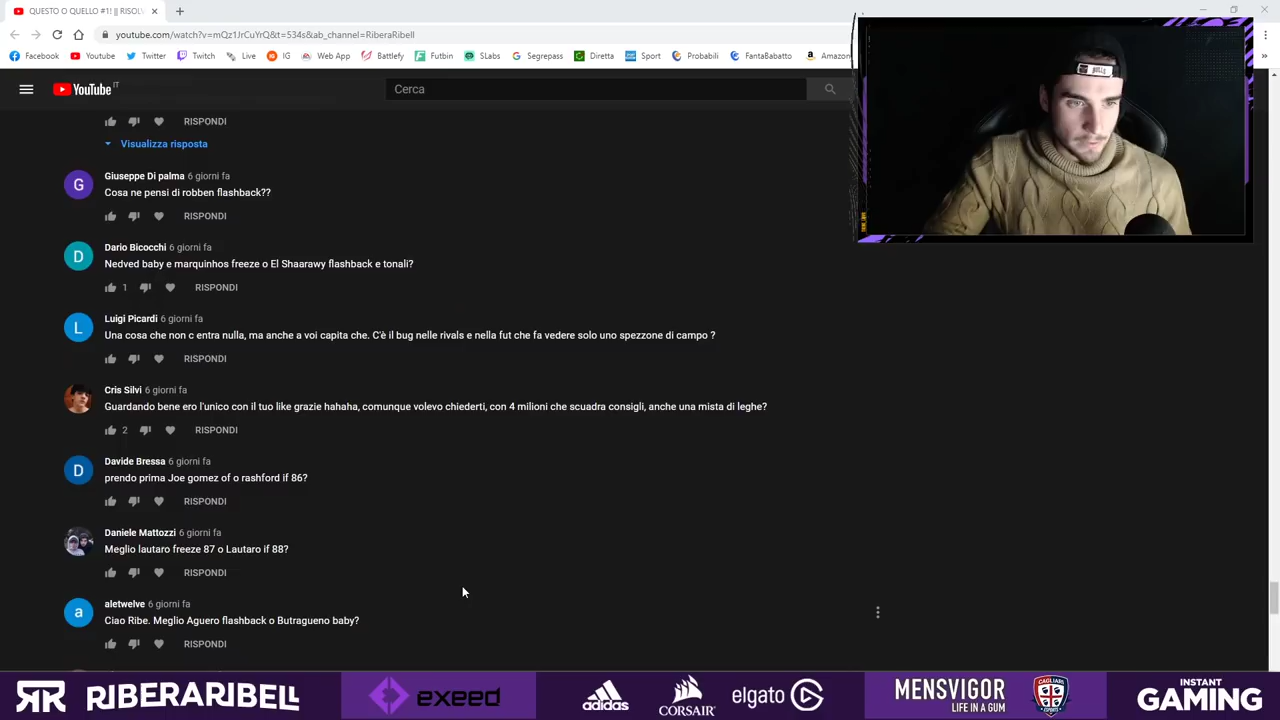 QUESTO O QUELLO #1! || RISOLV
youtube.com/watch?v=mQz1JrCuYrQ&t=534s&ab_channel=RiberaRibell
Facebook Youtube Twitter Twitch Live IG Web App Battlefy Futbin SLabs Segrepass Diretta Sport Probabili FantaBabatto Amazon
YouTube IT
Cerca
RISPONDI
Visualizza risposta
G
Giuseppe Di palma 6 giorni fa
Cosa ne pensi di robben flashback??
RISPONDI
D
Dario Bicocchi 6 giorni fa
Nedved baby e marquinhos freeze o El Shaarawy flashback e tonali?
1 RISPONDI
L
Luigi Picardi 6 giorni fa
Una cosa che non c entra nulla, ma anche a voi capita che. C'è il bug nelle rivals e nella fut che fa vedere solo uno spezzone di campo ?
RISPONDI
Cris Silvi 6 giorni fa
Guardando bene ero l'unico con il tuo like grazie hahaha, comunque volevo chiederti, con 4 milioni che scuadra consigli, anche una mista di leghe?
2 RISPONDI
D
Davide Bressa 6 giorni fa
prendo prima Joe gomez of o rashford if 86?
RISPONDI
Daniele Mattozzi 6 giorni fa
Meglio lautaro freeze 87 o Lautaro if 88?
RISPONDI
a
aletwelve 6 giorni fa
Ciao Ribe. Meglio Aguero flashback o Butragueno baby?
RISPONDI
RR RIBERARIBELL exeed adidas CORSAIR elgato MENSVIGOR CAGLIARI INSTANT
LIFE IN A GUM ESPORTS GAMING